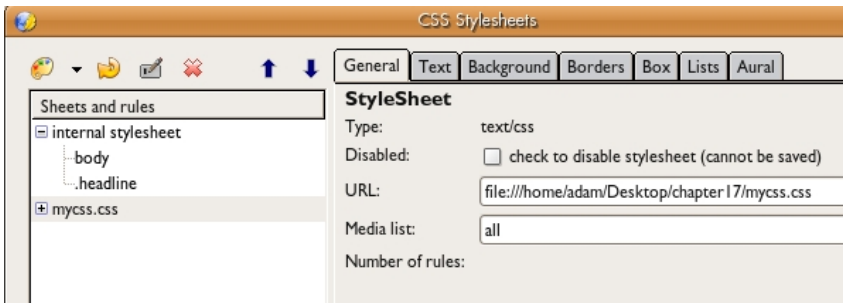 CSS Stylesheets
General Text Background Borders Box Lists Aural
Sheets and rules
internal stylesheet
body
.headline
mycss.css
StyleSheet
Type: text/css
Disabled: check to disable stylesheet (cannot be saved)
URL: file:///home/adam/Desktop/chapter17/mycss.css
Media list: all
Number of rules: